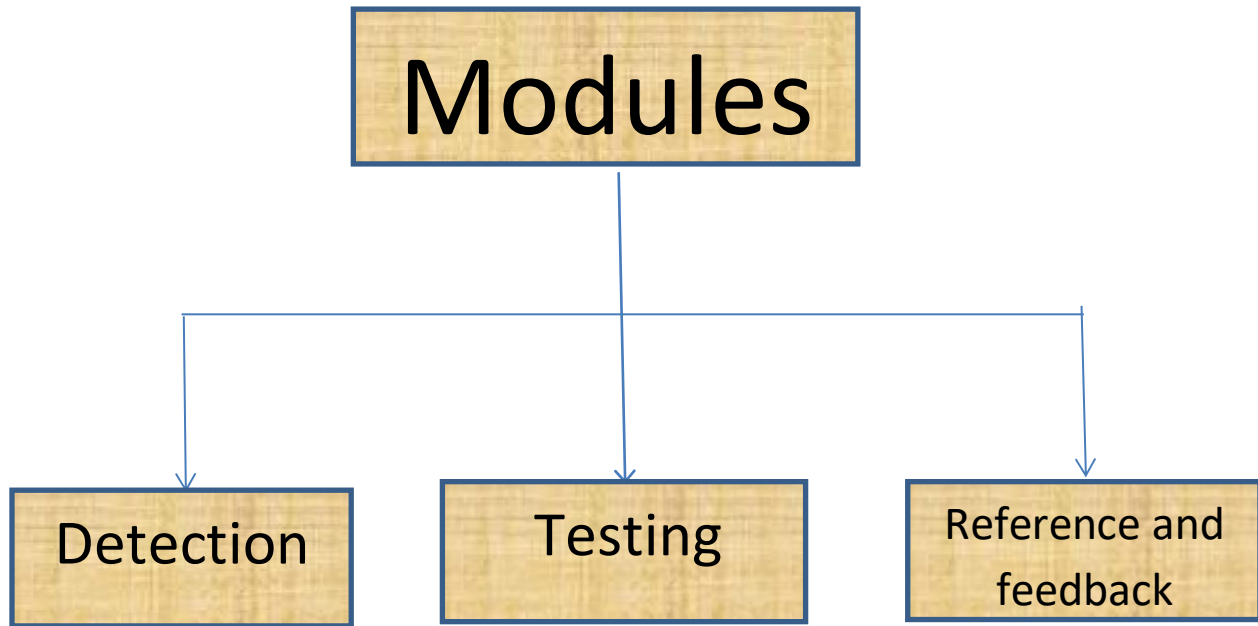 Modules
Detection
Testing
Reference and
feedback